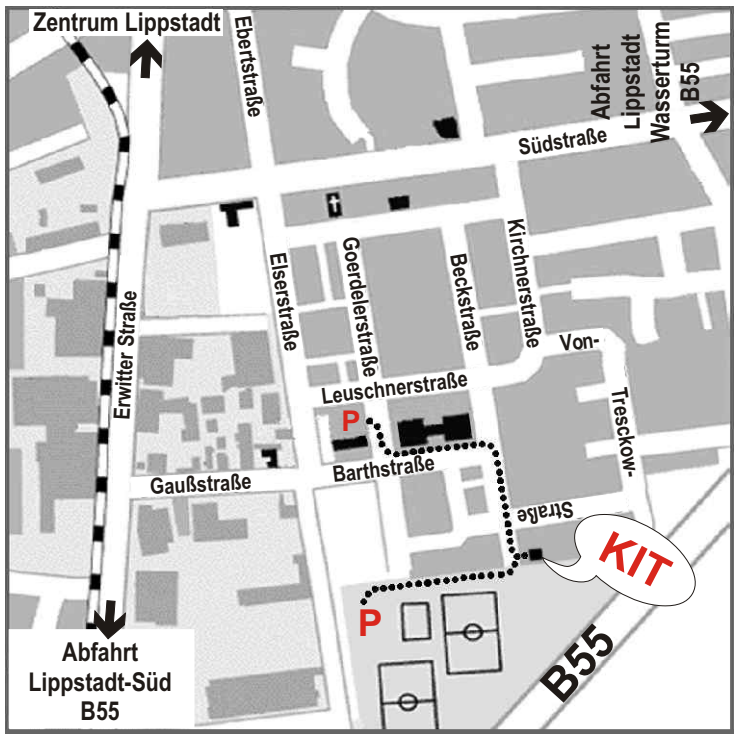 Zentrum Lippstadt
Ebertstraße
Abfahrt
Lippstadt
Wasserturm
B55
Südstraße
Kirchnerstraße
Goerdelerstraße
Beckstraße
Elserstraße
Erwitter Straße
Von-
Tresckow-
Straße
Leuschnerstraße
P
Barthstraße
Gaußstraße
KIT
P
B55
Abfahrt
Lippstadt-Süd
B55